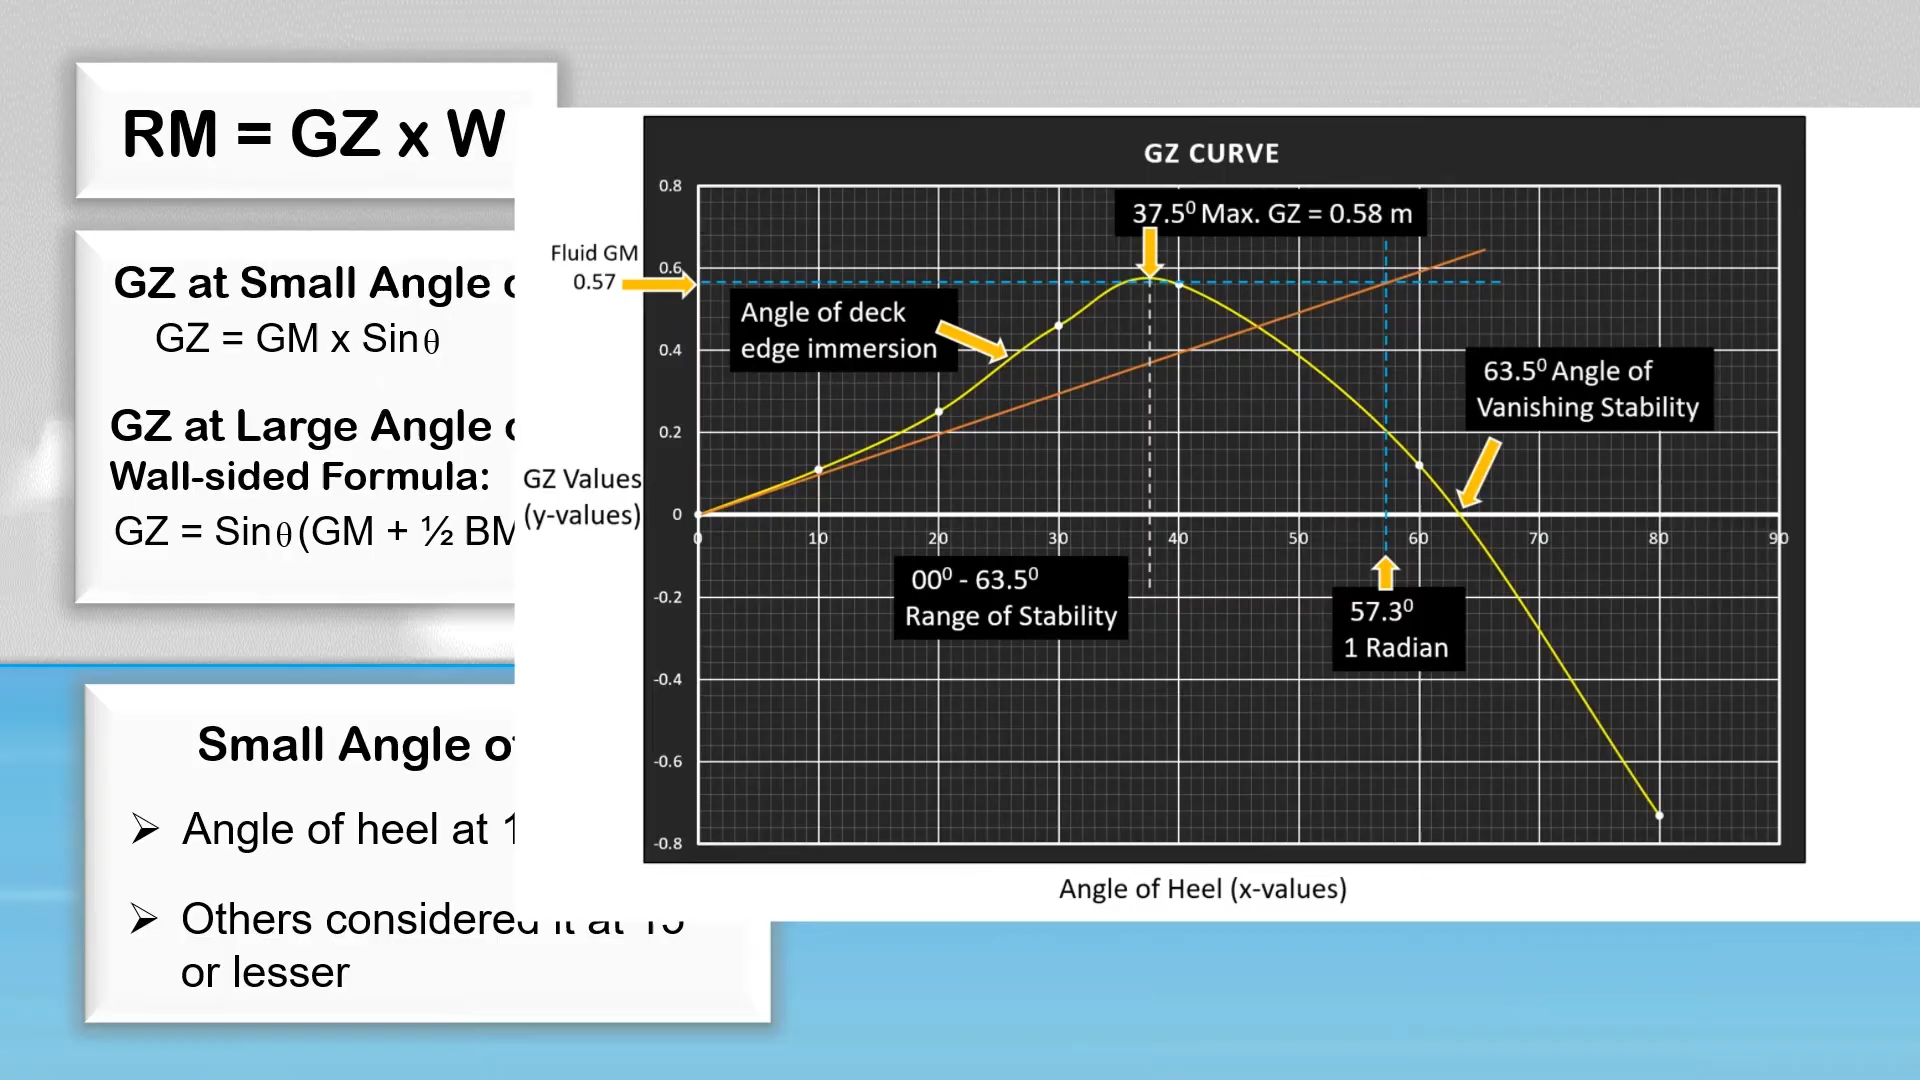 RM = GZ x W
GZ at Small Angle
GZ = GM x Sinθ
GZ at Large Angle
Wall-sided Formula:
GZ = Sinθ(GM + ½ BM
Small Angle of
➢ Angle of heel at
➢ Others considered it at 15
or lesser
GZ CURVE
Fluid GM
0.57
37.5⁰ Max. GZ = 0.58 m
Angle of deck
edge immersion
63.5⁰ Angle of
Vanishing Stability
GZ Values
(y-values)
0.8
0.6
0.4
0.2
0
-0.2
-0.4
-0.6
-0.8
0 10 20 30 40 50 60 70 80 90
00⁰ - 63.5⁰
Range of Stability
57.3⁰
1 Radian
Angle of Heel (x-values)